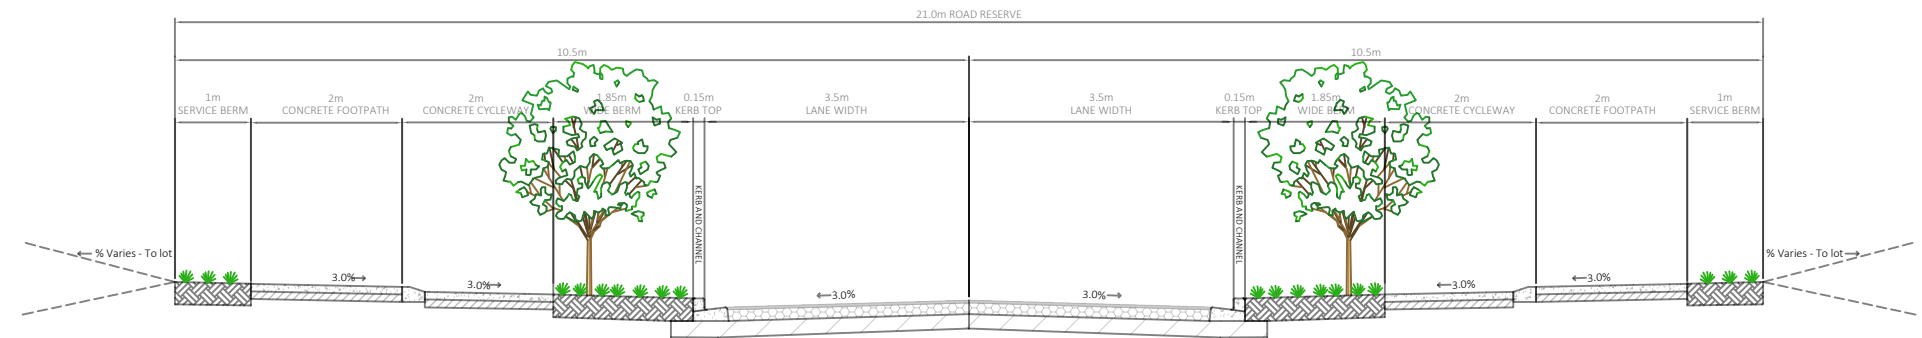 21.0m ROAD RESERVE
10.5m
10.5m
1m
SERVICE BERM
2m
CONCRETE FOOTPATH
2m
CONCRETE CYCLEWAY
1.85m
WIDE BERM
0.15m
KERB TOP
3.5m
LANE WIDTH
3.5m
LANE WIDTH
0.15m
KERB TOP
1.85m
WIDE BERM
2m
CONCRETE CYCLEWAY
2m
CONCRETE FOOTPATH
1m
SERVICE BERM
KERB AND CHANNEL
KERB AND CHANNEL
% Varies - To lot
3.0%
3.0%
3.0%
3.0%
3.0%
3.0%
% Varies - To lot